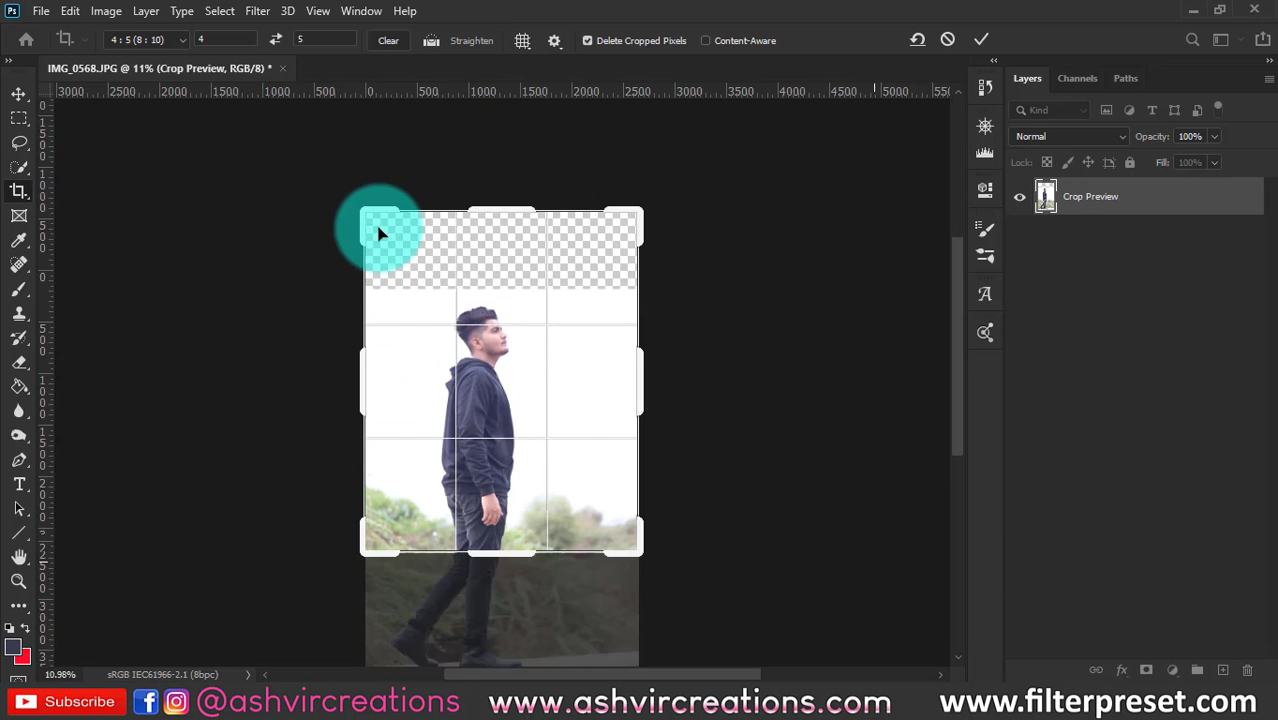 Ps File Edit Image Layer Type Select Filter 3D View Window Help
4 : 5 (8 : 10) 4 5 Clear Straighten Delete Cropped Pixels Content-Aware
IMG_0568.JPG @ 11% (Crop Preview, RGB/8) *
3000 2500 2000 1500 1000 500 0 500 1000 1500 2000 2500 3000 3500 4000 4500 5000
Layers Channels Paths
Kind
Normal Opacity: 100%
Lock: Fill: 100%
Crop Preview
10.98% sRGB IEC61966-2.1 (8bpc)
Subscribe @ashvircreations www.ashvircreations.com www.filterpreset.com